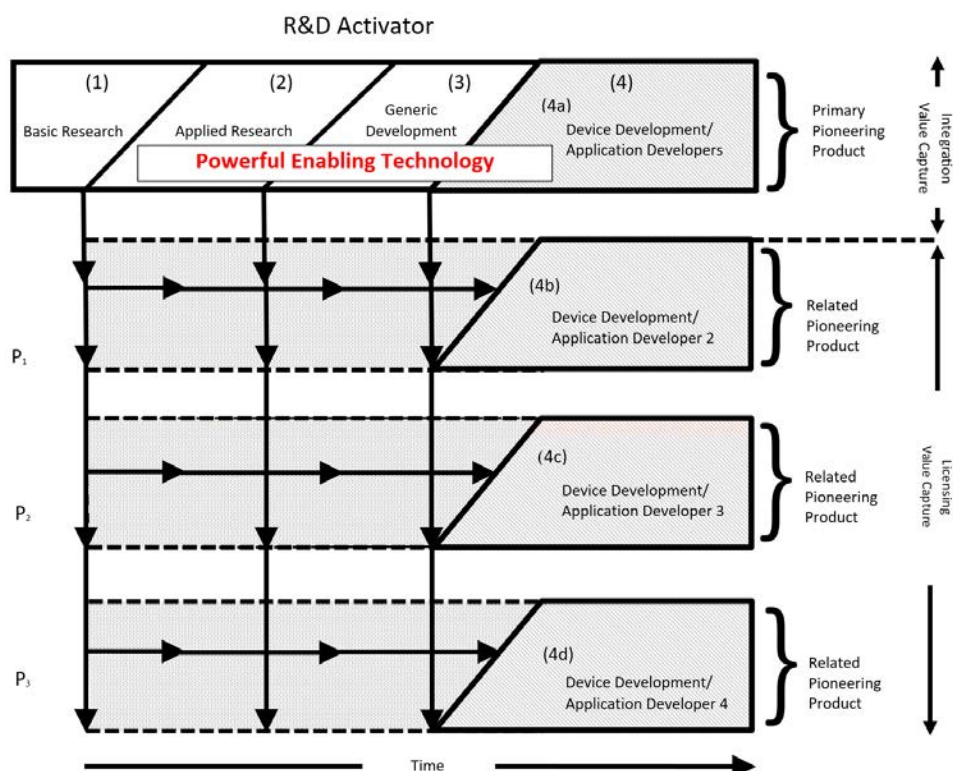 R&D Activator
(1)
(2)
(3)
(4)
(4a)
Basic Research
Applied Research
Generic
Development
Device Development/
Application Developers
Powerful Enabling Technology
Primary
Pioneering
Product
Integration
Value Capture
(4b)
Device Development/
Application Developer 2
Related
Pioneering
Product
P₁
(4c)
Device Development/
Application Developer 3
Related
Pioneering
Product
P₂
Licensing
Value Capture
(4d)
Device Development/
Application Developer 4
Related
Pioneering
Product
P₃
Time